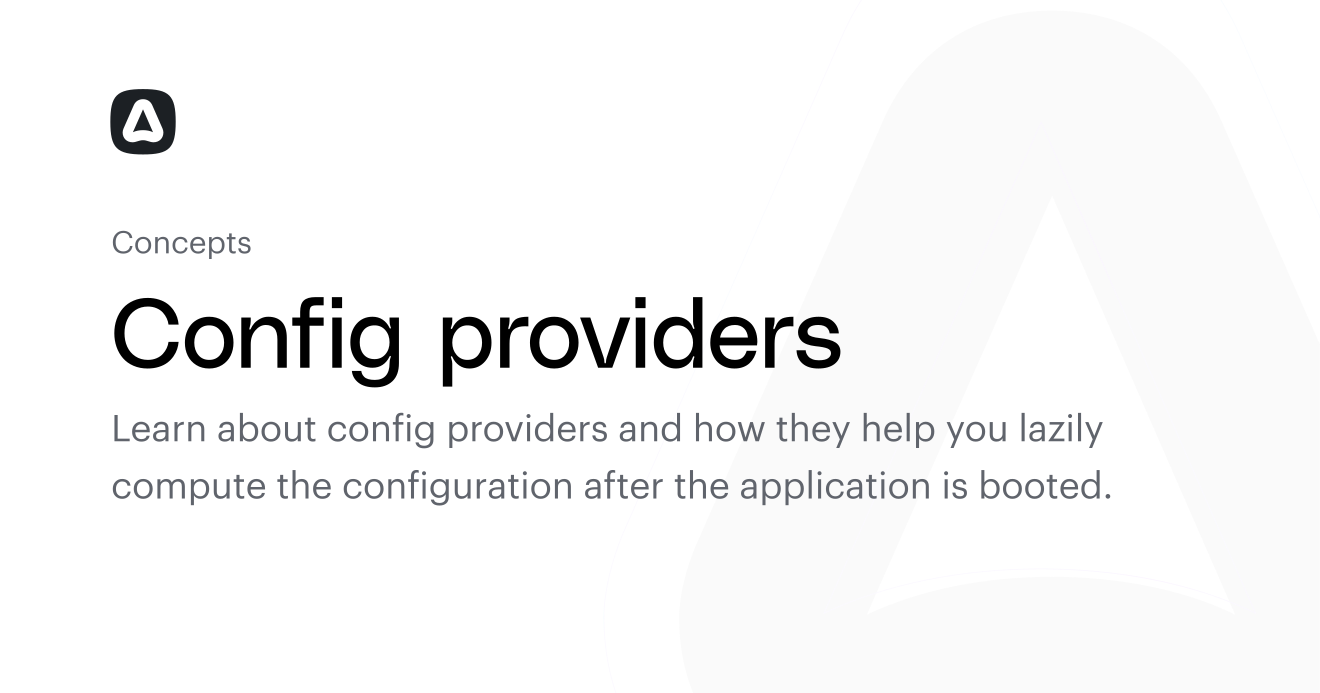 Concepts
Config providers
Learn about config providers and how they help you lazily
compute the configuration after the application is booted.